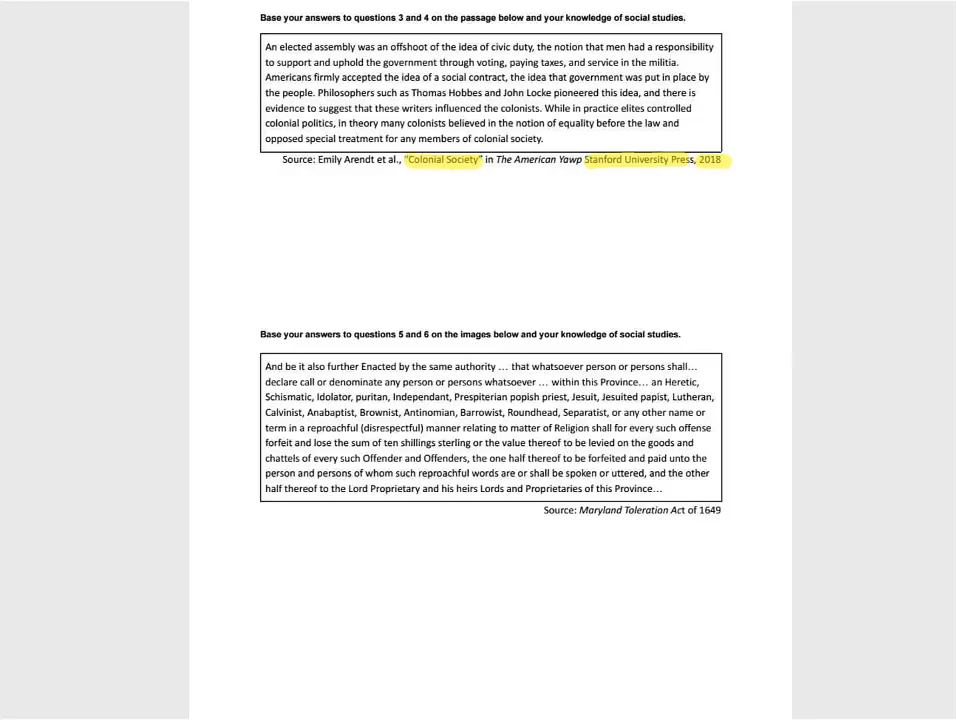 Base your answers to questions 3 and 4 on the passage below and your knowledge of social studies.
An elected assembly was an offshoot of the idea of civic duty, the notion that men had a responsibility
to support and uphold the government through voting, paying taxes, and service in the militia.
Americans firmly accepted the idea of a social contract, the idea that government was put in place by
the people. Philosophers such as Thomas Hobbes and John Locke pioneered this idea, and there is
evidence to suggest that these writers influenced the colonists. While in practice elites controlled
colonial politics, in theory many colonists believed in the notion of equality before the law and
opposed special treatment for any members of colonial society.
Source: Emily Arendt et al., “Colonial Society” in The American Yawp Stanford University Press, 2018
Base your answers to questions 5 and 6 on the images below and your knowledge of social studies.
And be it also further Enacted by the same authority … that whatsoever person or persons shall…
declare call or denominate any person or persons whatsoever … within this Province… an Heretic,
Schismatic, Idolator, puritan, Independant, Prespiterian popish priest, Jesuit, Jesuited papist, Lutheran,
Calvinist, Anabaptist, Brownist, Antinomian, Barrowist, Roundhead, Separatist, or any other name or
term in a reproachful (disrespectful) manner relating to matter of Religion shall for every such offense
forfeit and lose the sum of ten shillings sterling or the value thereof to be levied on the goods and
chattels of every such Offender and Offenders, the one half thereof to be forfeited and paid unto the
person and persons of whom such reproachful words are or shall be spoken or uttered, and the other
half thereof to the Lord Proprietary and his heirs Lords and Proprietaries of this Province…
Source: Maryland Toleration Act of 1649